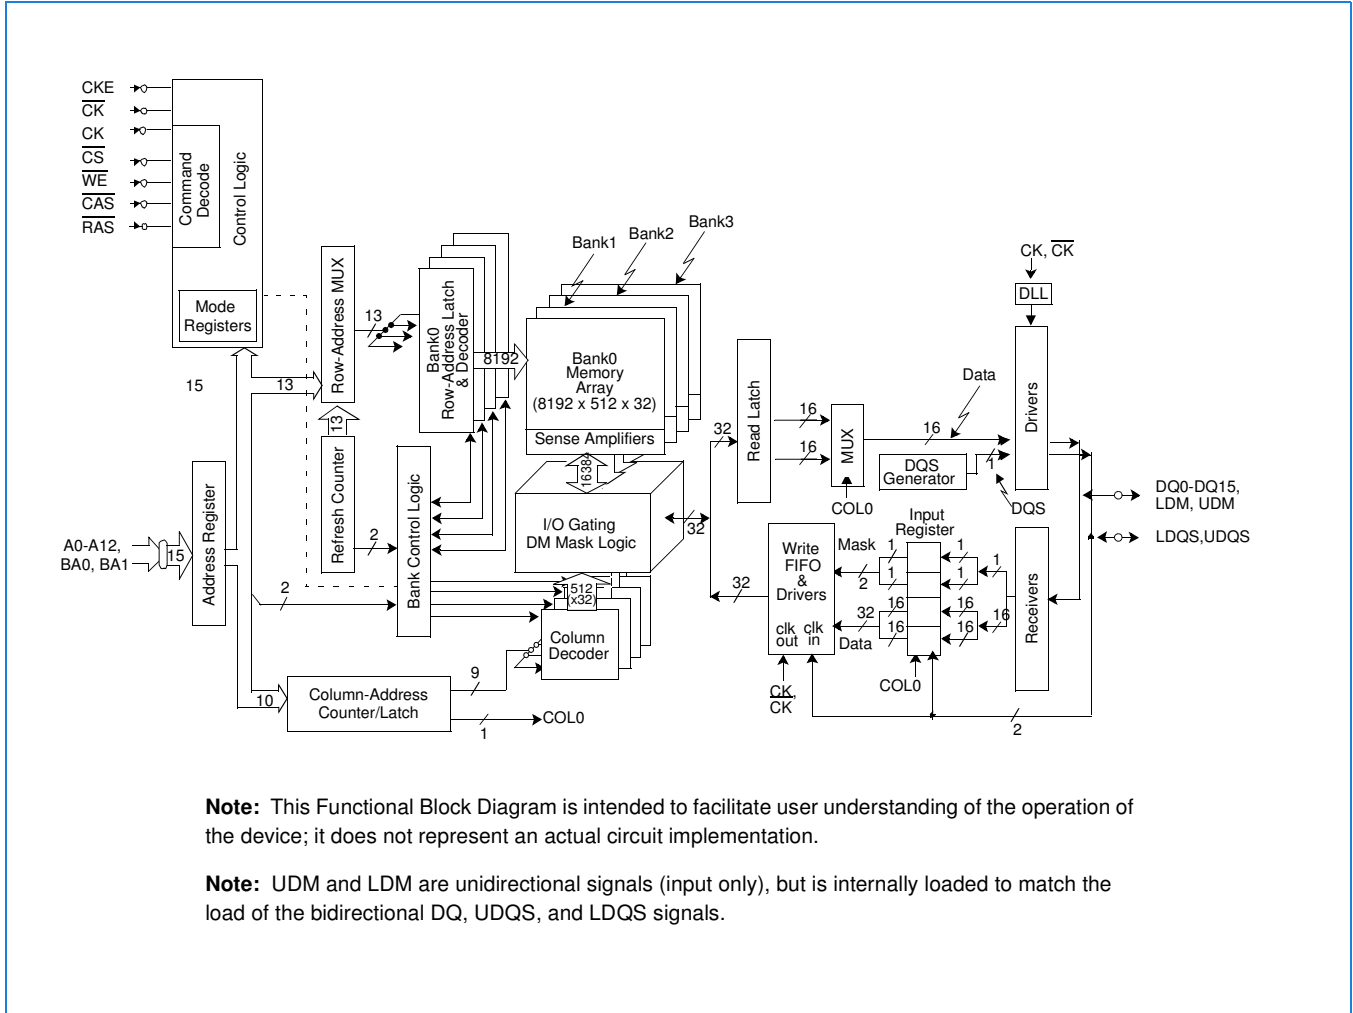 CKE
CK
CK
CS
WE
CAS
RAS
Command Decode
Control Logic
Mode
Registers
15
13
Row-Address MUX
13
13
Refresh Counter
2
Bank Control Logic
Address Register
A0-A12,
BA0, BA1
15
2
10
Column-Address
Counter/Latch
9
1
COL0
Bank0
Row-Address Latch
& Decoder
8192
Bank1
Bank2
Bank3
Bank0
Memory
Array
(8192 x 512 x 32)
Sense Amplifiers
16384
I/O Gating
DM Mask Logic
512
(x32)
Column
Decoder
32
32
32
Read Latch
16
16
MUX
COL0
16
Data
DQS
Generator
1
DQS
CK, CK
DLL
Drivers
DQ0-DQ15,
LDM, UDM
LDQS,UDQS
Input
Register
Write
FIFO
&
Drivers
clk
out
clk
in
Mask
2
32
Data
1
1
16
16
1
1
16
16
1
16
Receivers
CK,
CK
COL0
2
Note: This Functional Block Diagram is intended to facilitate user understanding of the operation of
the device; it does not represent an actual circuit implementation.
Note: UDM and LDM are unidirectional signals (input only), but is internally loaded to match the
load of the bidirectional DQ, UDQS, and LDQS signals.